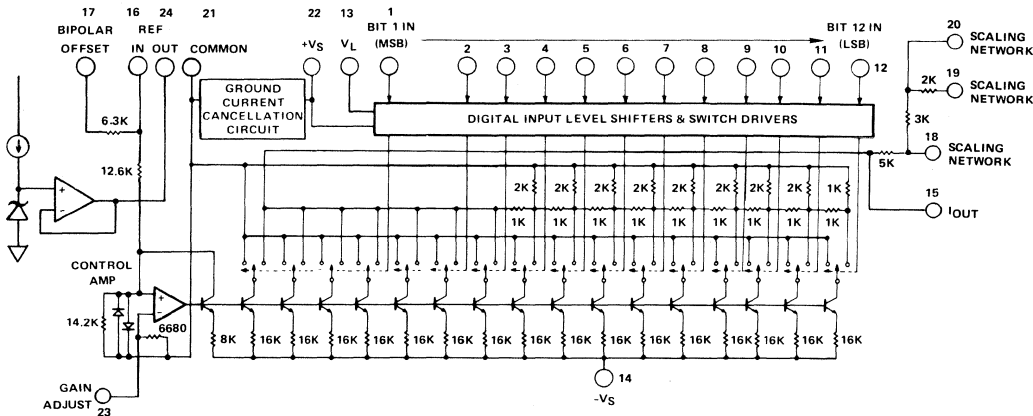 17
BIPOLAR
OFFSET
16 24
REF
IN OUT
21
COMMON
22
+VS
13
VL
1
BIT 1 IN
(MSB)
2
3
4
5
6
7
8
9
10
11
BIT 12 IN
(LSB)
12
20
SCALING
NETWORK
19
SCALING
NETWORK
2K
3K
18
SCALING
NETWORK
5K
15
IOUT
GROUND
CURRENT
CANCELLATION
CIRCUIT
DIGITAL INPUT LEVEL SHIFTERS & SWITCH DRIVERS
6.3K
12.6K
+
−
2K 2K 2K 2K 2K 2K 2K 1K
1K 1K 1K 1K 1K 1K 1K 1K
CONTROL
AMP
+
−
14.2K
6680
8K 16K 16K 16K 16K 16K 16K 16K 16K 16K 16K 16K 16K 16K 16K 16K
GAIN
ADJUST
23
14
−VS